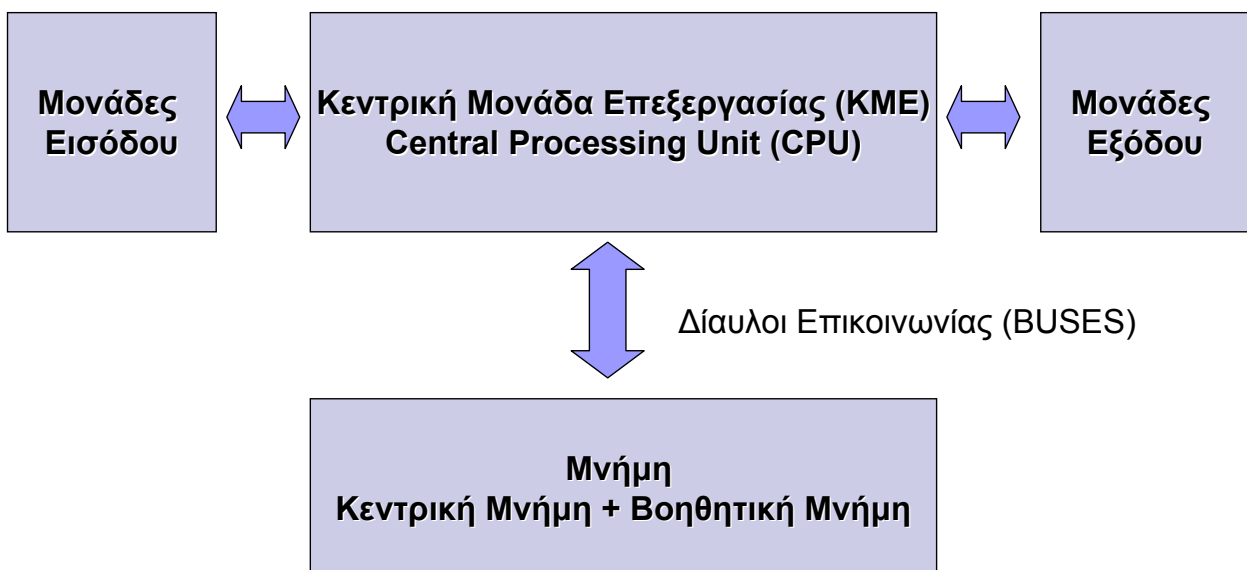 Μονάδες
Εισόδου
Κεντρική Μονάδα Επεξεργασίας (ΚΜΕ)
Central Processing Unit (CPU)
Μονάδες
Εξόδου
Δίαυλοι Επικοινωνίας (BUSES)
Μνήμη
Κεντρική Μνήμη + Βοηθητική Μνήμη